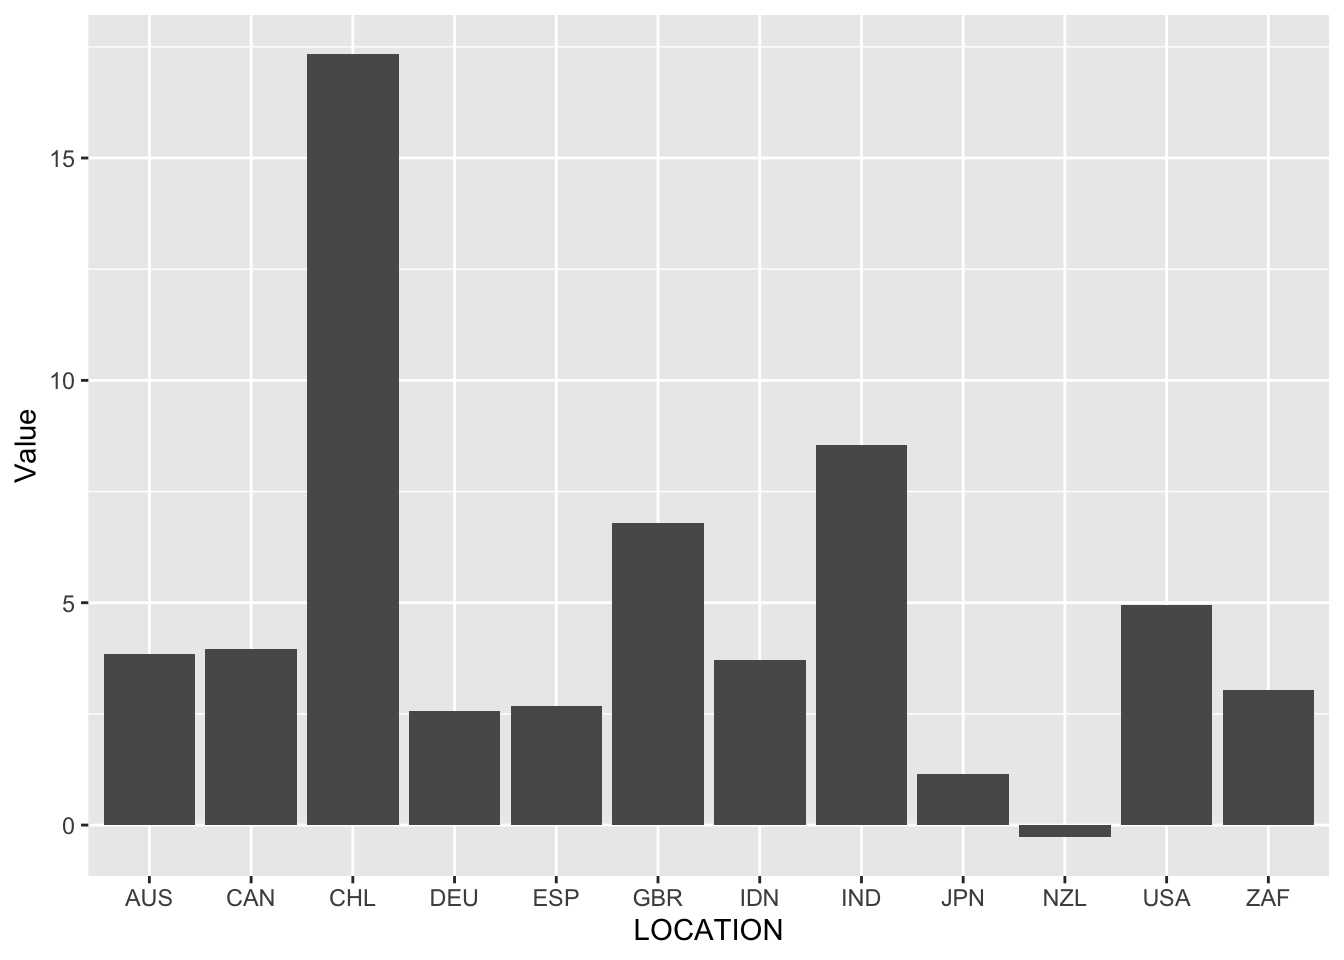 15
10
5
0
Value
AUS CAN CHL DEU ESP GBR IDN IND JPN NZL USA ZAF
LOCATION